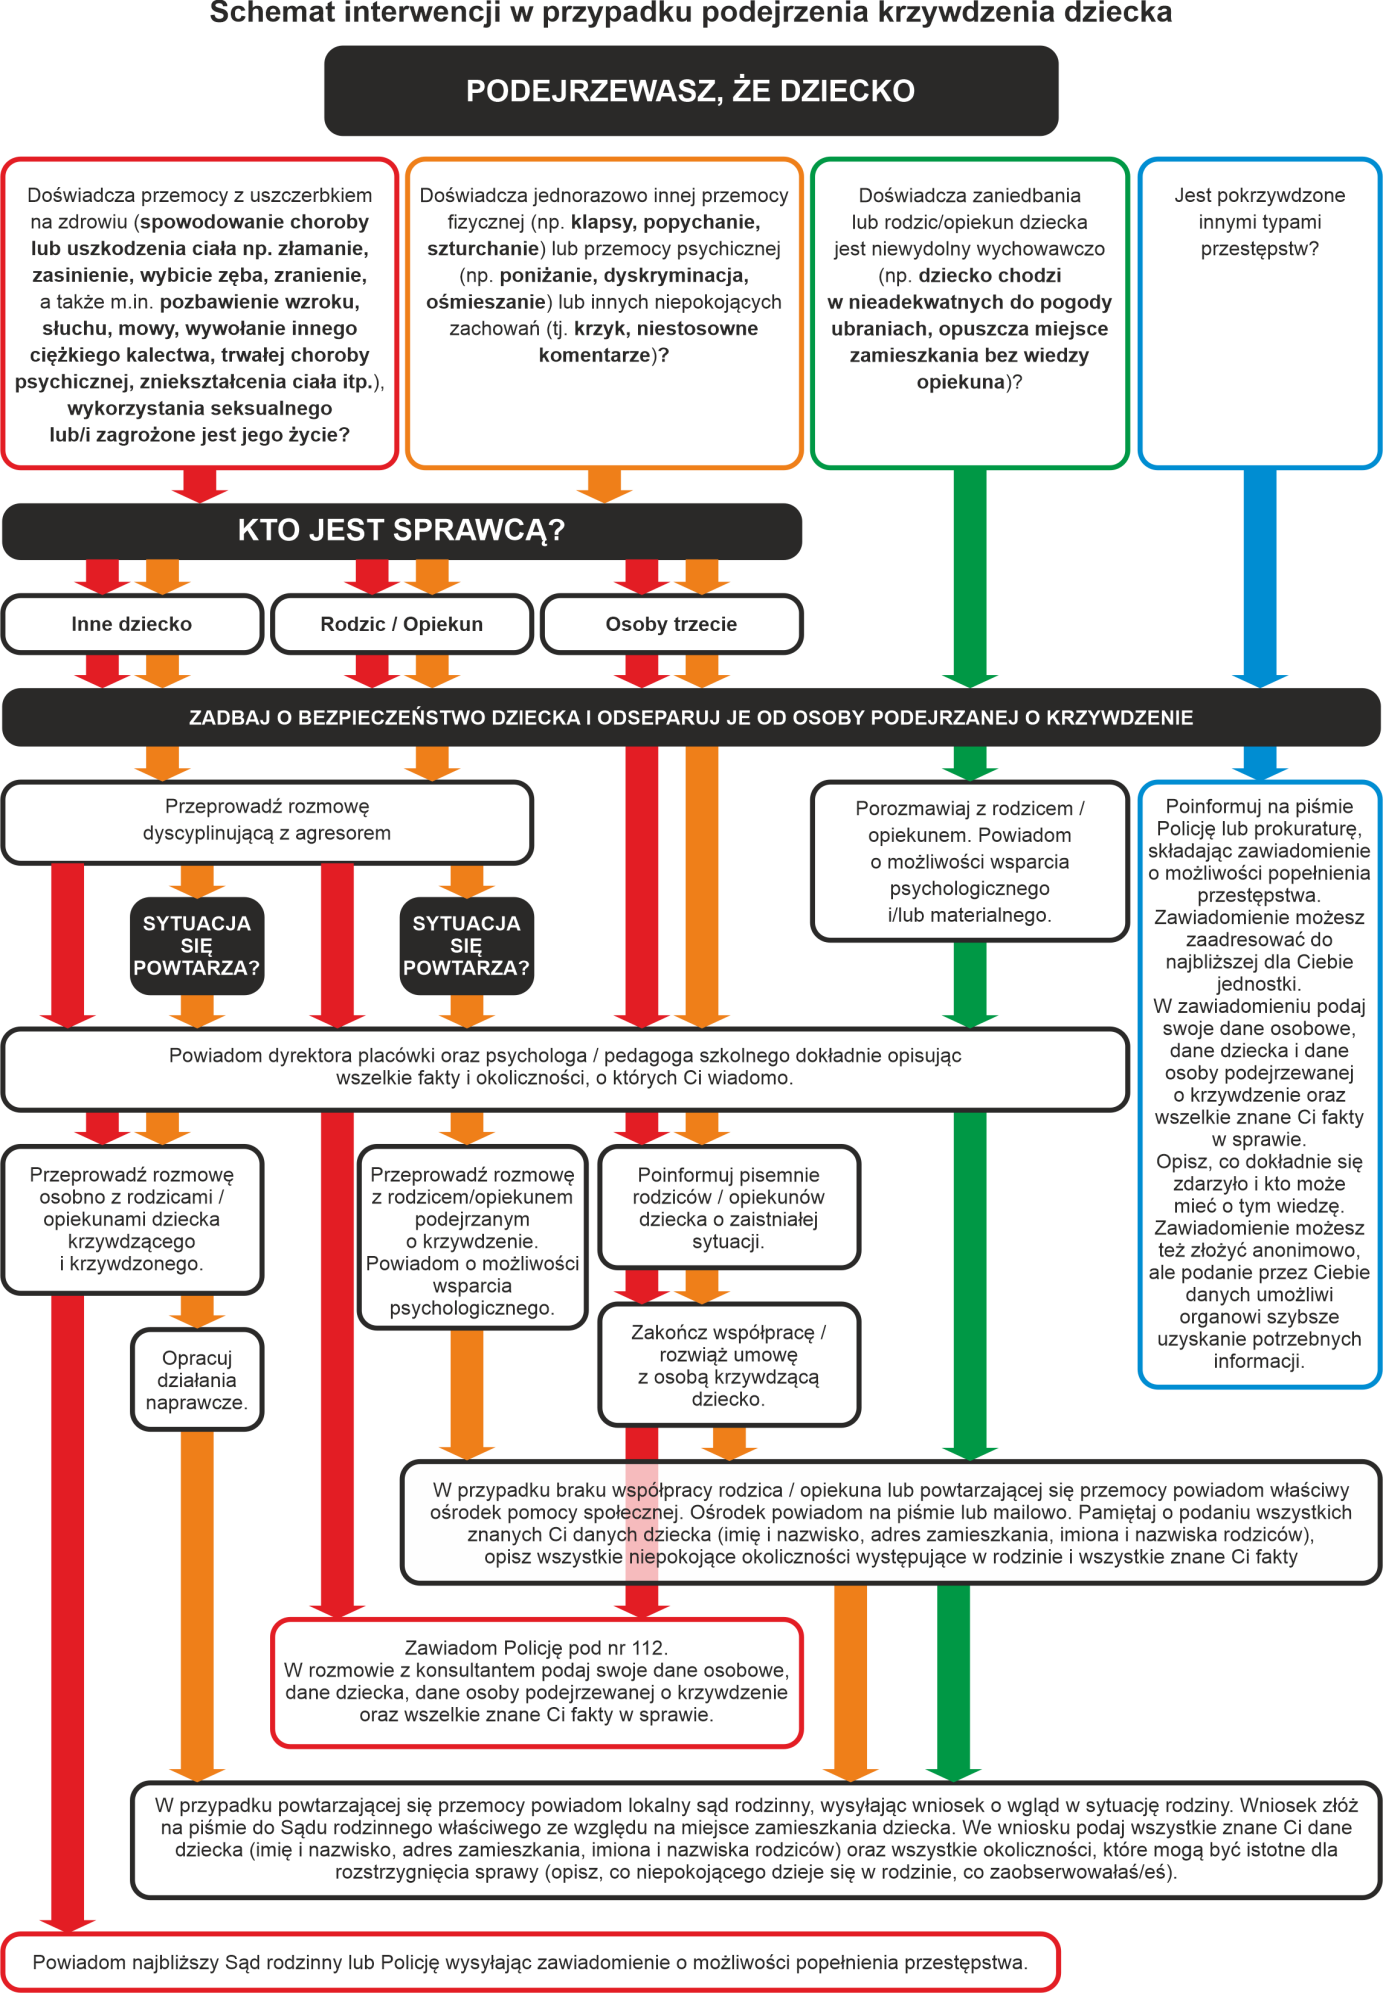 Schemat interwencji w przypadku podejrzenia krzywdzenia dziecka
PODEJRZEWASZ, ŻE DZIECKO
Doświadcza przemocy z uszczerbkiem
na zdrowiu (spowodowanie choroby
lub uszkodzenia ciała np. złamanie,
zasinienie, wybicie zęba, zranienie,
a także m.in. pozbawienie wzroku,
słuchu, mowy, wywołanie innego
ciężkiego kalectwa, trwałej choroby
psychicznej, zniekształcenia ciała itp.),
wykorzystania seksualnego
lub/i zagrożone jest jego życie?
Doświadcza jednorazowo innej przemocy
fizycznej (np. klapsy, popychanie,
szturchanie) lub przemocy psychicznej
(np. poniżanie, dyskryminacja,
ośmieszanie) lub innych niepokojących
zachowań (tj. krzyk, niestosowne
komentarze)?
Doświadcza zaniedbania
lub rodzic/opiekun dziecka
jest niewydolny wychowawczo
(np. dziecko chodzi
w nieadekwatnych do pogody
ubraniach, opuszcza miejsce
zamieszkania bez wiedzy
opiekuna)?
Jest pokrzywdzone
innymi typami
przestępstw?
KTO JEST SPRAWCĄ?
Inne dziecko
Rodzic / Opiekun
Osoby trzecie
ZADBAJ O BEZPIECZEŃSTWO DZIECKA I ODSEPARUJ JE OD OSOBY PODEJRZANEJ O KRZYWDZENIE
Przeprowadź rozmowę
dyscyplinującą z agresorem
Porozmawiaj z rodzicem /
opiekunem. Powiadom
o możliwości wsparcia
psychologicznego
i/lub materialnego.
Poinformuj na piśmie
Policję lub prokuraturę,
składając zawiadomienie
o możliwości popełnienia
przestępstwa.
Zawiadomienie możesz
zaadresować do
najbliższej dla Ciebie
jednostki.
W zawiadomieniu podaj
swoje dane osobowe,
dane dziecka i dane
osoby podejrzewanej
o krzywdzenie oraz
wszelkie znane Ci fakty
w sprawie.
Opisz, co dokładnie się
zdarzyło i kto może
mieć o tym wiedzę.
Zawiadomienie możesz
też złożyć anonimowo,
ale podanie przez Ciebie
danych umożliwi
organowi szybsze
uzyskanie potrzebnych
informacji.
SYTUACJA
SIĘ
POWTARZA?
SYTUACJA
SIĘ
POWTARZA?
Powiadom dyrektora placówki oraz psychologa / pedagoga szkolnego dokładnie opisując
wszelkie fakty i okoliczności, o których Ci wiadomo.
Przeprowadź rozmowę
osobno z rodzicami /
opiekunami dziecka
krzywdzącego
i krzywdzonego.
Przeprowadź rozmowę
z rodzicem/opiekunem
podejrzanym
o krzywdzenie.
Powiadom o możliwości
wsparcia
psychologicznego.
Poinformuj pisemnie
rodziców / opiekunów
dziecka o zaistniałej
sytuacji.
Opracuj
działania
naprawcze.
Zakończ współpracę /
rozwiąż umowę
z osobą krzywdzącą
dziecko.
W przypadku braku współpracy rodzica / opiekuna lub powtarzającej się przemocy powiadom właściwy
ośrodek pomocy społecznej. Ośrodek powiadom na piśmie lub mailowo. Pamiętaj o podaniu wszystkich
znanych Ci danych dziecka (imię i nazwisko, adres zamieszkania, imiona i nazwiska rodziców),
opisz wszystkie niepokojące okoliczności występujące w rodzinie i wszystkie znane Ci fakty
Zawiadom Policję pod nr 112.
W rozmowie z konsultantem podaj swoje dane osobowe,
dane dziecka, dane osoby podejrzewanej o krzywdzenie
oraz wszelkie znane Ci fakty w sprawie.
W przypadku powtarzającej się przemocy powiadom lokalny sąd rodzinny, wysyłając wniosek o wgląd w sytuację rodziny. Wniosek złóż
na piśmie do Sądu rodzinnego właściwego ze względu na miejsce zamieszkania dziecka. We wniosku podaj wszystkie znane Ci dane
dziecka (imię i nazwisko, adres zamieszkania, imiona i nazwiska rodziców) oraz wszystkie okoliczności, które mogą być istotne dla
rozstrzygnięcia sprawy (opisz, co niepokojącego dzieje się w rodzinie, co zaobserwowałaś/eś).
Powiadom najbliższy Sąd rodzinny lub Policję wysyłając zawiadomienie o możliwości popełnienia przestępstwa.